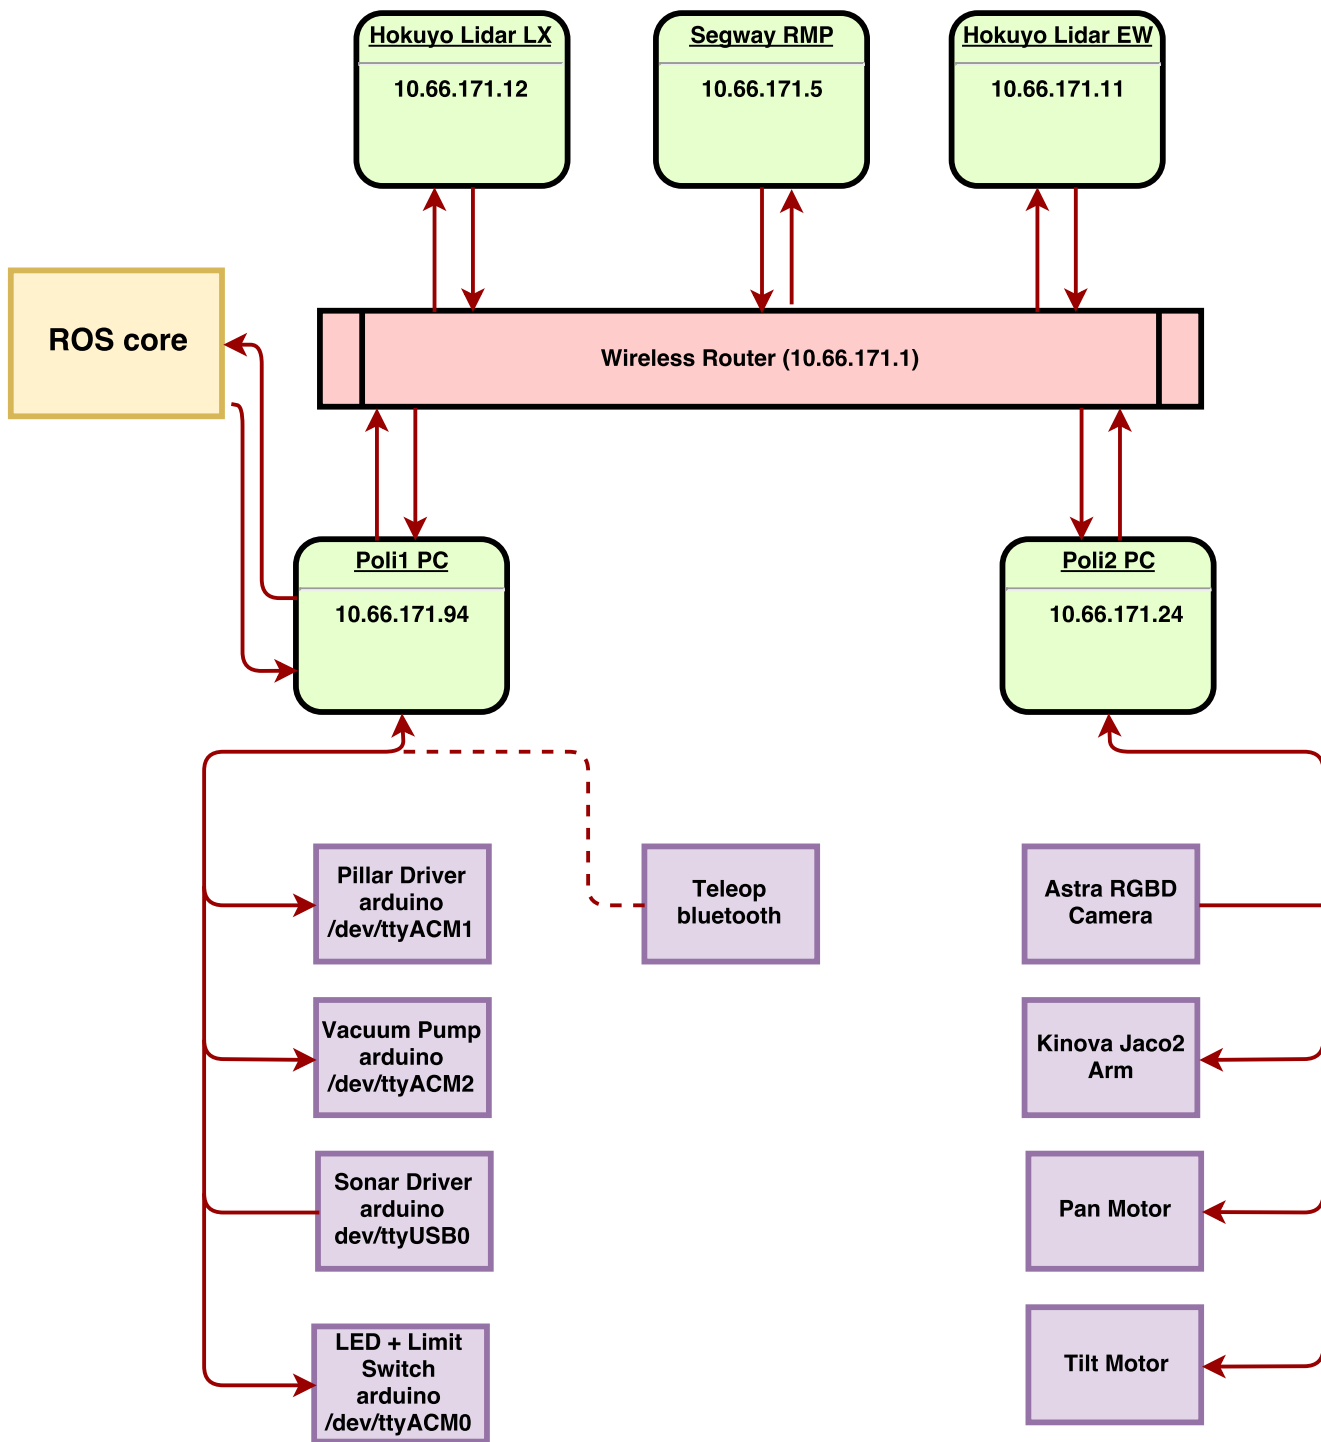 Hokuyo Lidar LX
10.66.171.12
Segway RMP
10.66.171.5
Hokuyo Lidar EW
10.66.171.11
ROS core
Wireless Router (10.66.171.1)
Poli1 PC
10.66.171.94
Poli2 PC
10.66.171.24
Pillar Driver
arduino
/dev/ttyACM1
Teleop
bluetooth
Astra RGBD
Camera
Vacuum Pump
arduino
/dev/ttyACM2
Kinova Jaco2
Arm
Sonar Driver
arduino
dev/ttyUSB0
Pan Motor
LED + Limit
Switch
arduino
/dev/ttyACM0
Tilt Motor